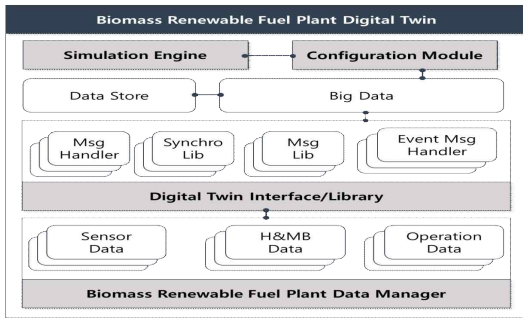 Biomass Renewable Fuel Plant Digital Twin
Simulation Engine
Configuration Module
Data Store
Big Data
Msg
Handler
Synchro
Lib
Msg
Lib
Event Msg
Handler
Digital Twin Interface/Library
Sensor
Data
H&MB
Data
Operation
Data
Biomass Renewable Fuel Plant Data Manager